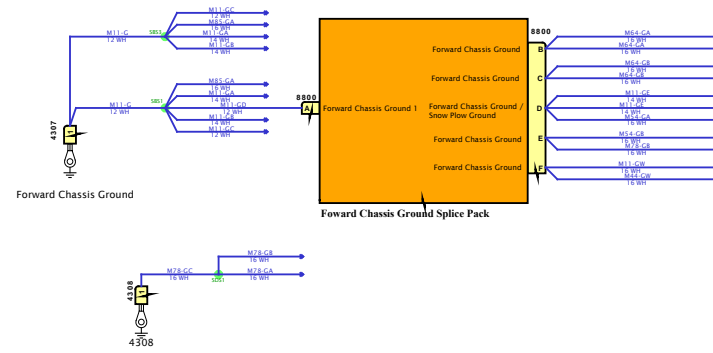 M11-GC
12 WH
M85-GA
16 WH
M11-G
12 WH
M11-GA
14 WH
M11-GB
14 WH
M85-GA
16 WH
M11-GA
14 WH
M11-G
12 WH
M11-GD
12 WH
M11-GB
14 WH
M11-GC
12 WH
4307
1
Forward Chassis Ground
8800
A
Forward Chassis Ground 1
8800
Forward Chassis Ground
B
Forward Chassis Ground
C
Forward Chassis Ground /
Snow Plow Ground
D
Forward Chassis Ground
E
Forward Chassis Ground
F
Foward Chassis Ground Splice Pack
M64-GA
16 WH
M64-GA
16 WH
M64-GB
16 WH
M64-GB
16 WH
M11-GE
14 WH
M11-GE
14 WH
M54-GA
16 WH
M54-GB
16 WH
M78-GB
16 WH
M11-GW
16 WH
M44-GW
16 WH
M78-GB
16 WH
M78-GC
16 WH
M78-GA
16 WH
4308
1
4308